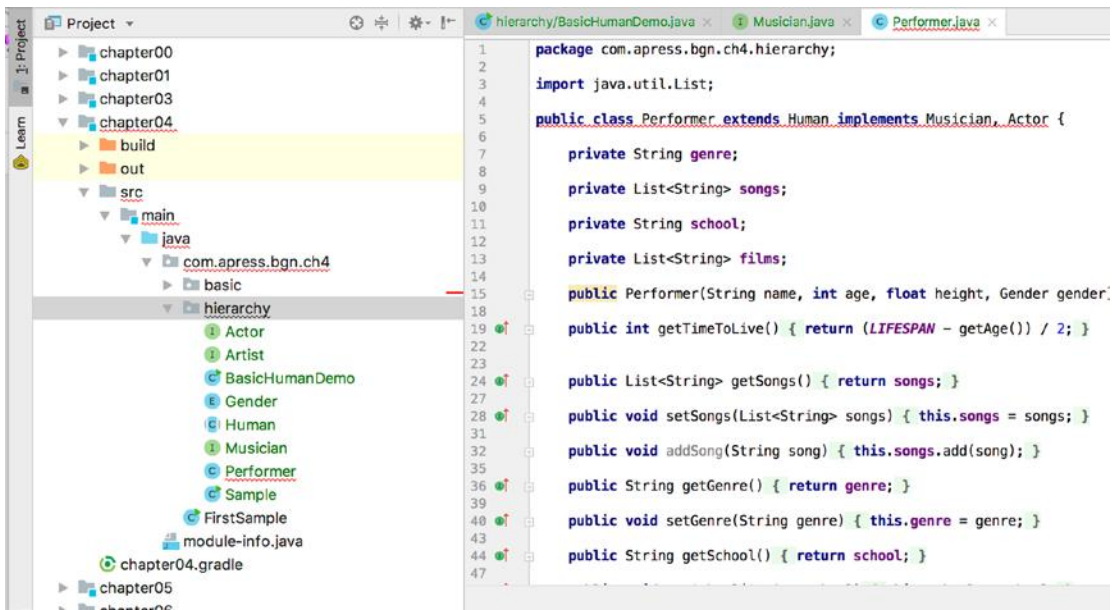 Project
1: Project
Learn
chapter00
chapter01
chapter03
chapter04
build
out
src
main
java
com.apress.bgn.ch4
basic
hierarchy
Actor
Artist
BasicHumanDemo
Gender
Human
Musician
Performer
Sample
FirstSample
module-info.java
chapter04.gradle
chapter05
hierarchy/BasicHumanDemo.java Musician.java Performer.java
1 package com.apress.bgn.ch4.hierarchy;
2
3 import java.util.List;
4
5 public class Performer extends Human implements Musician, Actor {
6
7 private String genre;
8
9 private List<String> songs;
10
11 private String school;
12
13 private List<String> films;
14
15 public Performer(String name, int age, float height, Gender gender
18
19 public int getTimeToLive() { return (LIFESPAN - getAge()) / 2; }
22
23
24 public List<String> getSongs() { return songs; }
27
28 public void setSongs(List<String> songs) { this.songs = songs; }
31
32 public void addSong(String song) { this.songs.add(song); }
35
36 public String getGenre() { return genre; }
39
40 public void setGenre(String genre) { this.genre = genre; }
43
44 public String getSchool() { return school; }
47